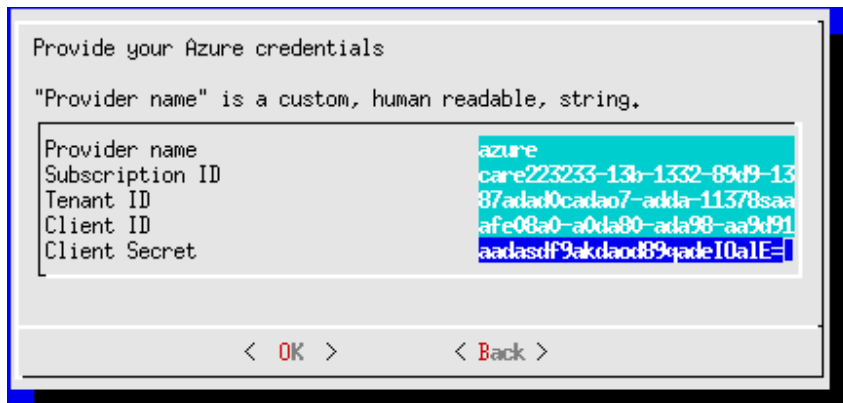 Provide your Azure credentials
"Provider name" is a custom, human readable, string.
Provider name azure
Subscription ID care223233-13b-1332-89d9-13
Tenant ID 87adad0cadao7-adda-11378saa
Client ID afe08a0-a0da80-ada98-aa9d91
Client Secret aadasdf9akdaod89qadeIOalE=
< OK > < Back >